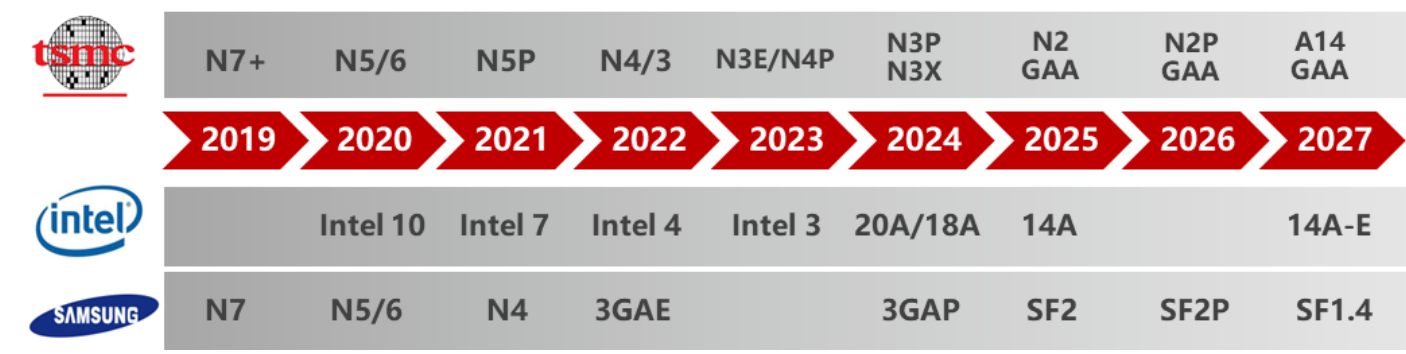 tsmc
N7+ N5/6 N5P N4/3 N3E/N4P N3P N2 N2P A14
N3X GAA GAA GAA
2019 2020 2021 2022 2023 2024 2025 2026 2027
intel
Intel 10 Intel 7 Intel 4 Intel 3 20A/18A 14A 14A-E
SAMSUNG
N7 N5/6 N4 3GAE 3GAP SF2 SF2P SF1.4